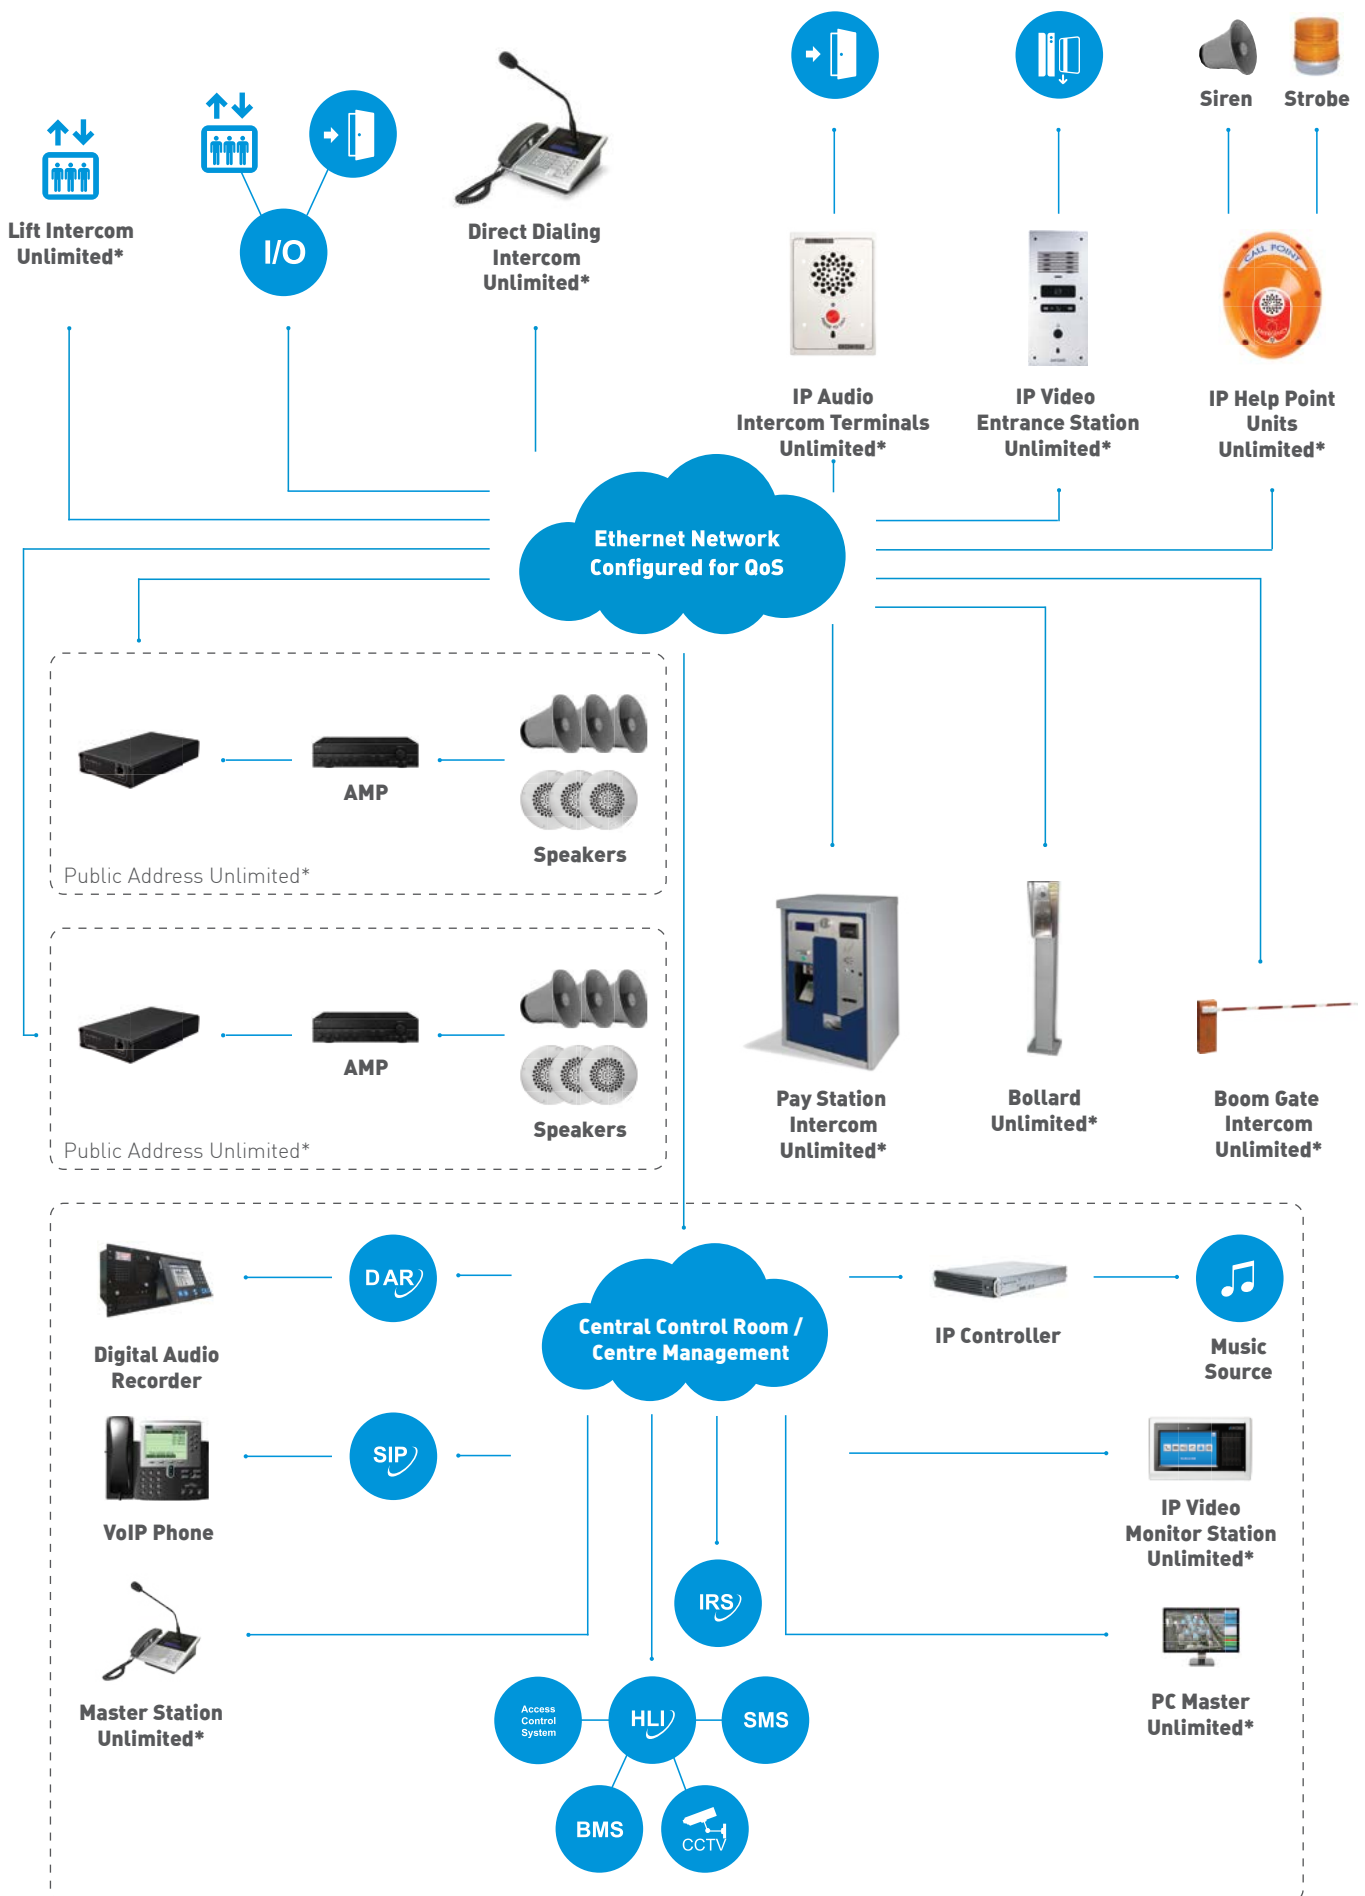 Siren
Strobe
Lift Intercom
Unlimited*
I/O
Direct Dialing
Intercom
Unlimited*
CALL POINT
IP Audio
Intercom Terminals
Unlimited*
IP Video
Entrance Station
Unlimited*
IP Help Point
Units
Unlimited*
Ethernet Network
Configured for QoS
AMP
Speakers
Public Address Unlimited*
AMP
Speakers
Public Address Unlimited*
Pay Station
Intercom
Unlimited*
Bollard
Unlimited*
Boom Gate
Intercom
Unlimited*
DAR
Digital Audio
Recorder
Central Control Room /
Centre Management
IP Controller
Music
Source
SIP
VoIP Phone
IP Video
Monitor Station
Unlimited*
IRS
Master Station
Unlimited*
PC Master
Unlimited*
Access
Control
System
HLI
SMS
BMS
CCTV